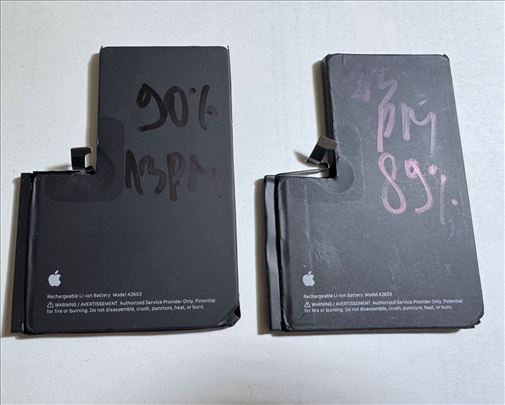 90%
13PM
Rechargeable Li-ion Battery Model A2653
WARNING / AVERTISSEMENT Authorized Service Provider Only. Potential
for fire or burning. Do not disassemble, crush, puncture, heat, or burn.
13
PM
89%
Rechargeable Li-ion Battery Model A2653
WARNING / AVERTISSEMENT Authorized Service Provider Only. Potential
for fire or burning. Do not disassemble, crush, puncture, heat, or burn.